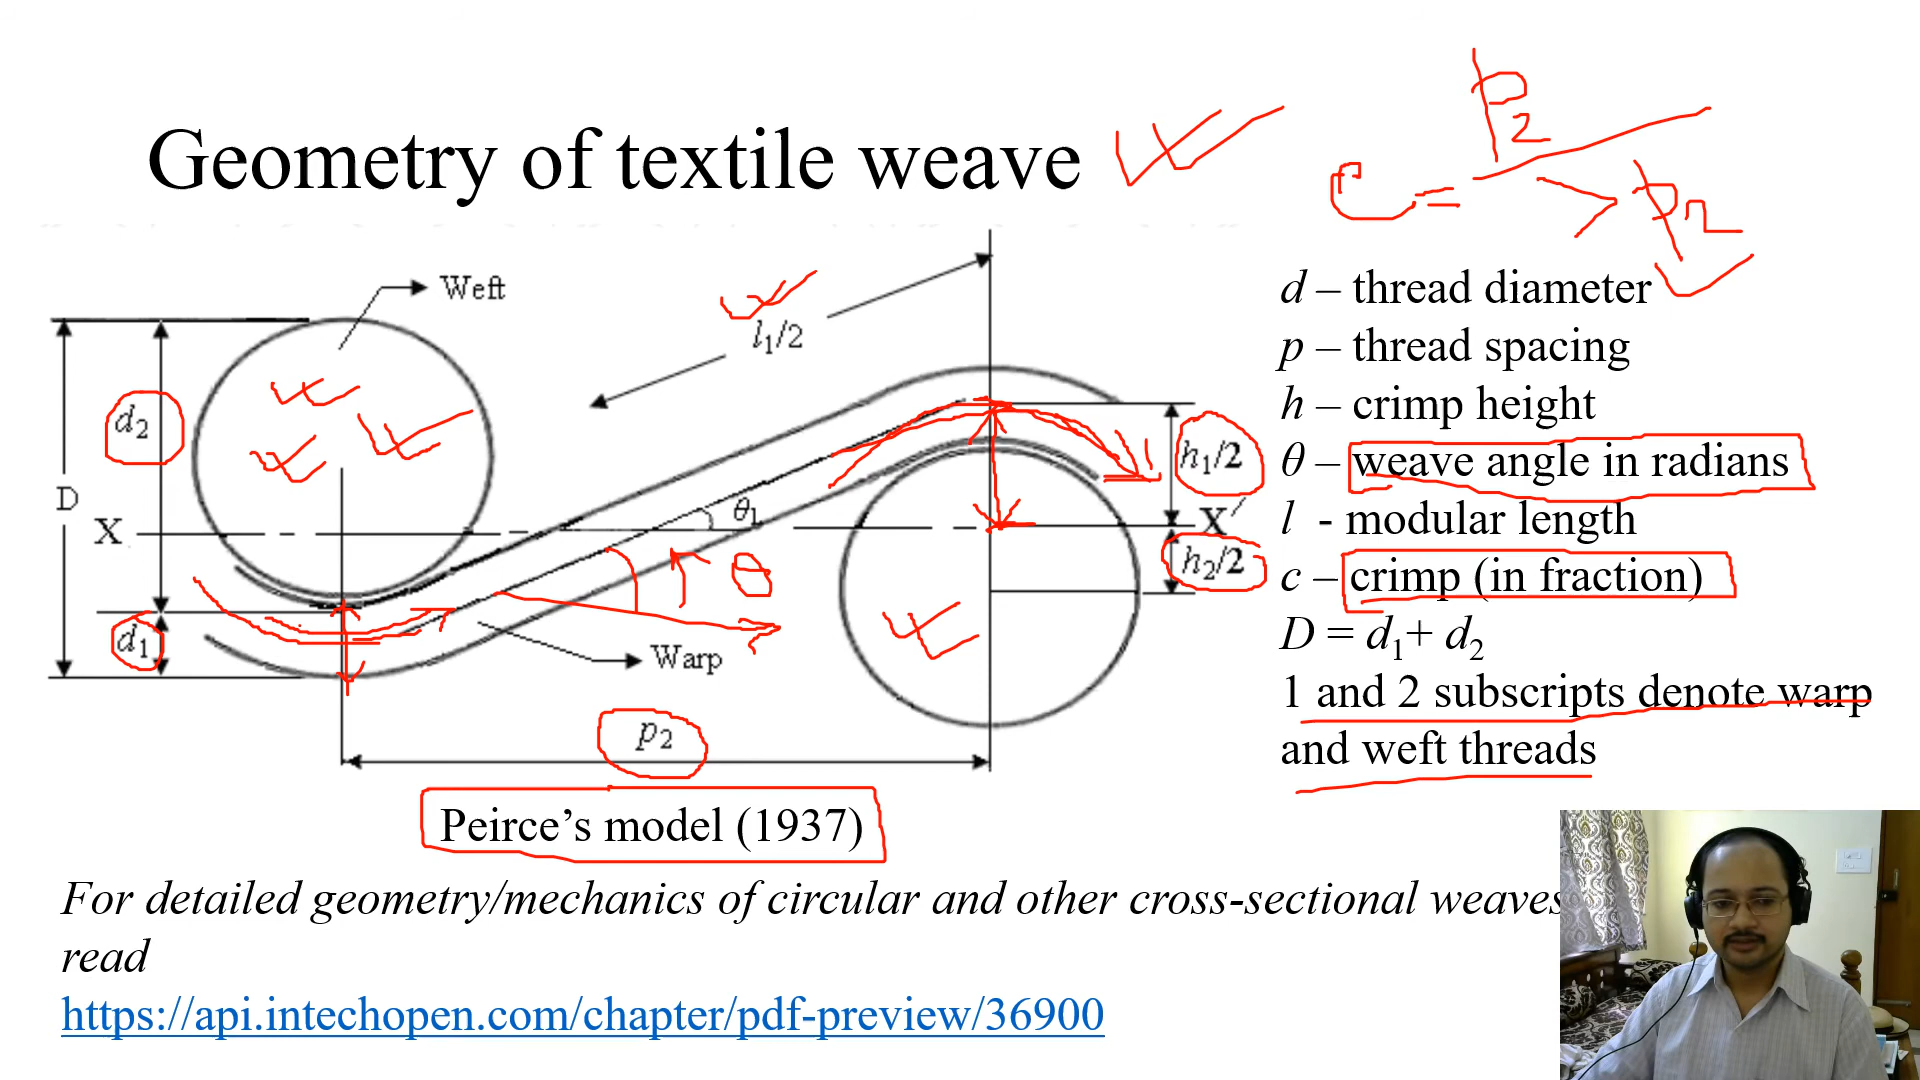 Geometry of textile weave
p
2
c =
p2
Weft
l1/2
d2
D
X
θ1
X′
h1/2
h2/2
θ
d1
Warp
p2
Peirce’s model (1937)
d – thread diameter
p – thread spacing
h – crimp height
θ – weave angle in radians
l - modular length
c – crimp (in fraction)
D = d1+ d2
1 and 2 subscripts denote warp
and weft threads
For detailed geometry/mechanics of circular and other cross-sectional weaves
read
https://api.intechopen.com/chapter/pdf-preview/36900